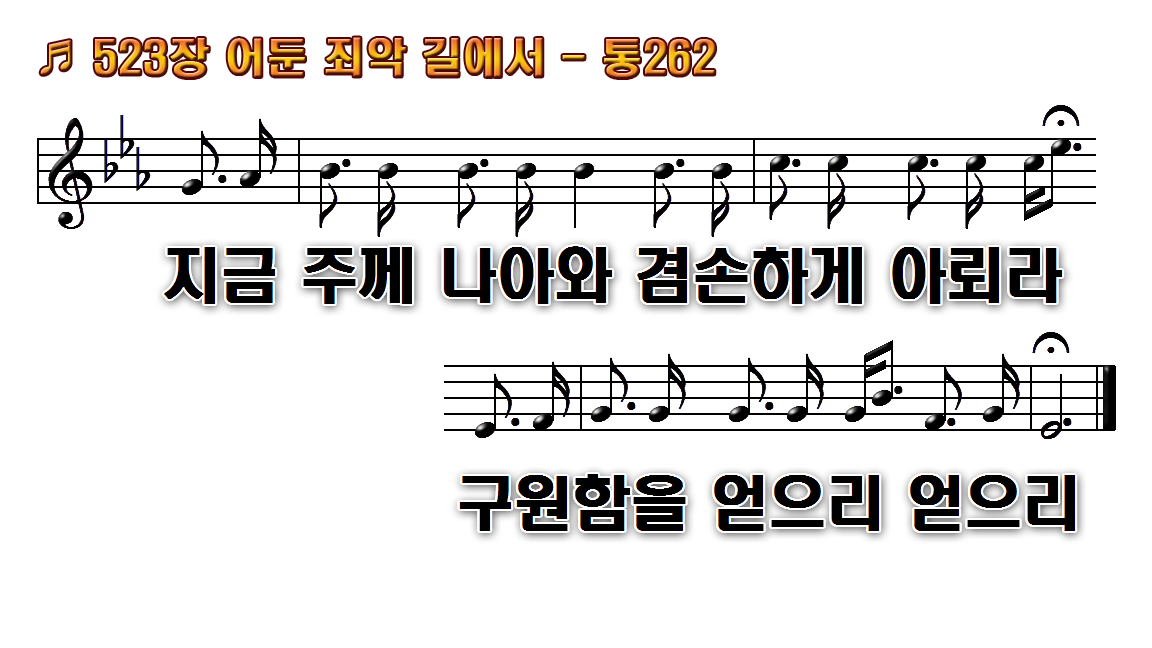 ♬ 523장 어둔 죄악 길에서 - 통262
지금 주께 나아와 겸손하게 아뢰라
구원함을 얻으리 얻으리